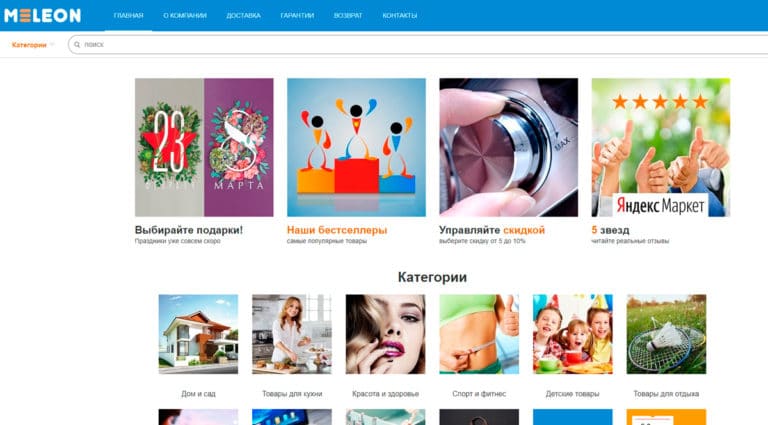 MELEON
ГЛАВНАЯ О КОМПАНИИ ДОСТАВКА ГАРАНТИИ ВОЗВРАТ КОНТАКТЫ
Категории
поиск
23
ФЕВРАЛЯ
8
МАРТА
MAX
Яндекс Маркет
Выбирайте подарки!
Праздники уже совсем скоро
Наши бестселлеры
самые популярные товары
Управляйте скидкой
выберите скидку от 5 до 10%
5 звезд
читайте реальные отзывы
Категории
Дом и сад
Товары для кухни
Красота и здоровье
Спорт и фитнес
Детские товары
Товары для отдыха